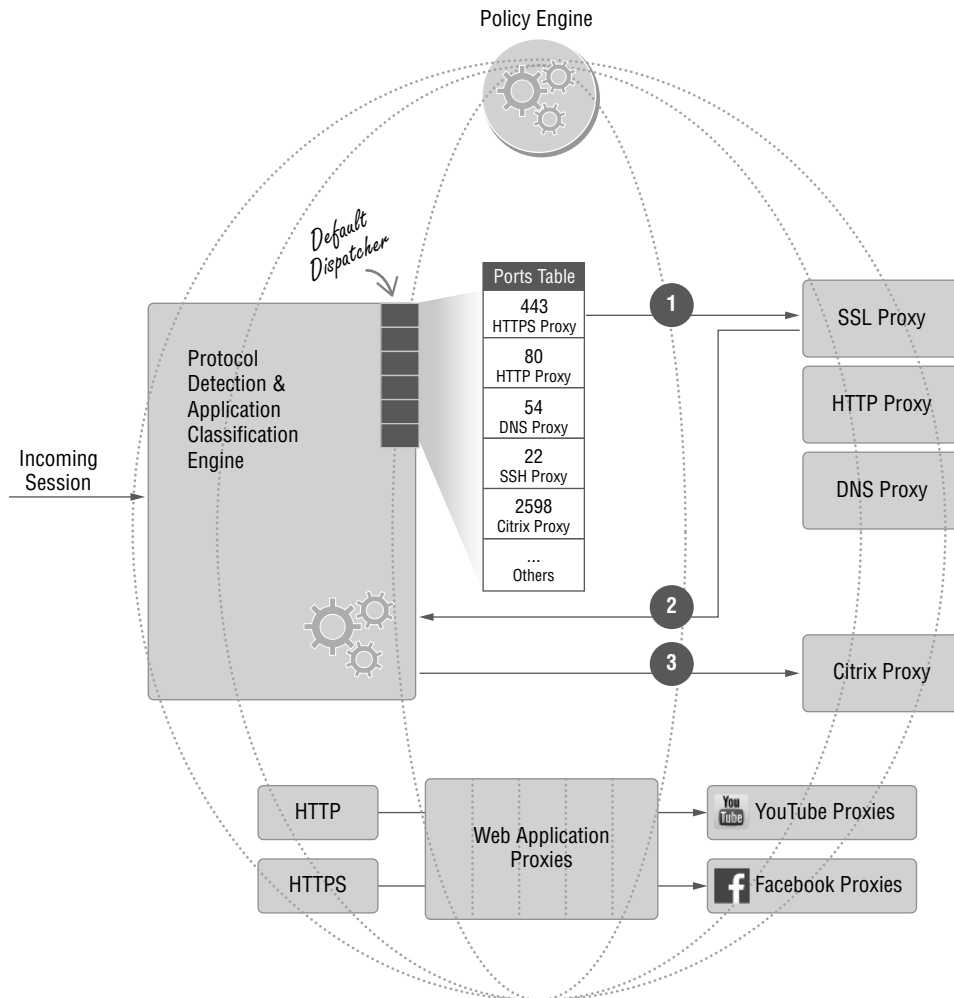 Policy Engine
Default
Dispatcher
Ports Table
443
HTTPS Proxy
80
HTTP Proxy
54
DNS Proxy
22
SSH Proxy
2598
Citrix Proxy
...
Others
Protocol
Detection &
Application
Classification
Engine
Incoming
Session
1
2
3
SSL Proxy
HTTP Proxy
DNS Proxy
Citrix Proxy
HTTP
HTTPS
Web Application
Proxies
You
Tube
YouTube Proxies
f
Facebook Proxies